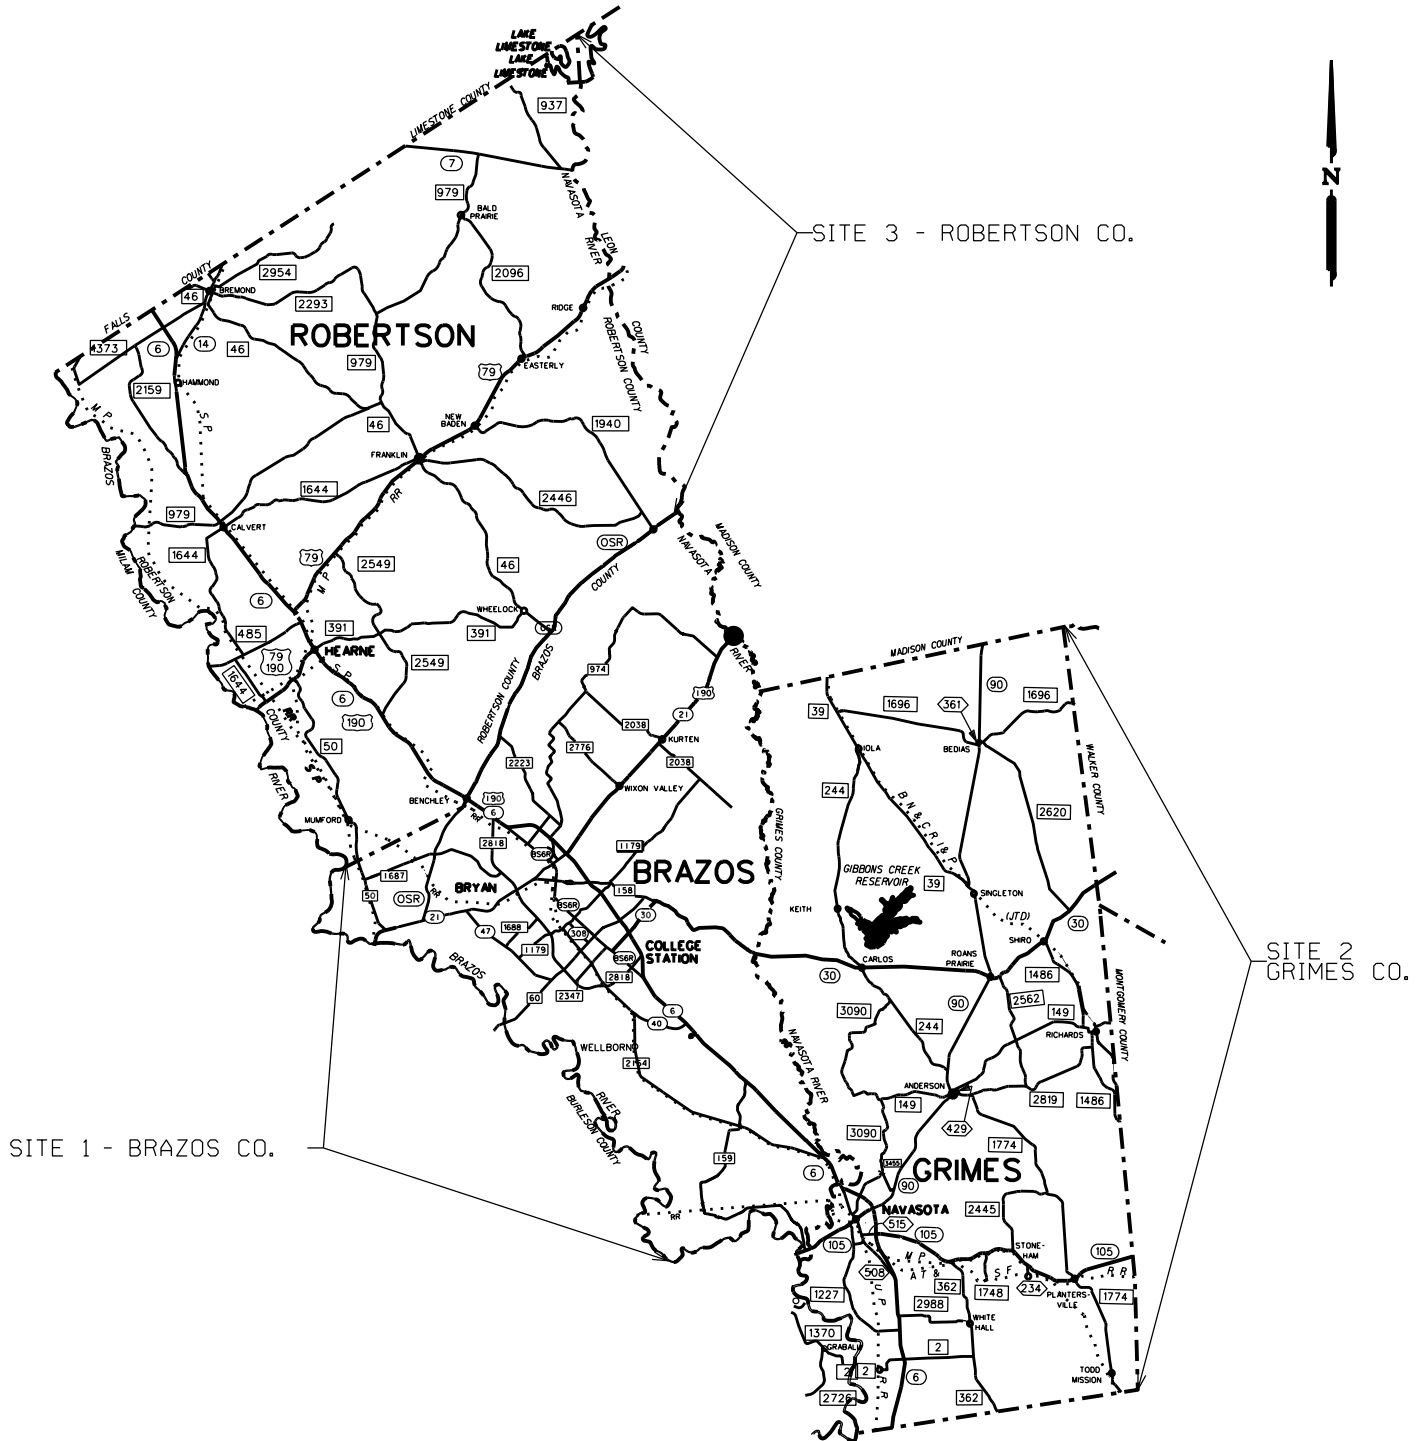 LAKE
LIMESTONE
LAKE
LIMESTONE
937
LIMESTONE COUNTY
7
979
BALD
PRAIRIE
NAVASOTA
RIVER
LEON
COUNTY
ROBERTSON COUNTY
N
SITE 3 - ROBERTSON CO.
COUNTY
2954
46
BREMOND
2293
2096
RIDGE
FALLS
ROBERTSON
4373
6
14
46
979
79
EASTERLY
HAMMOND
2159
M P
S P
NEW
BADEN
46
1940
BRAZOS
FRANKLIN
RR
1644
2446
979
CALVERT
OSR
NAVASOTA
MADISON COUNTY
1644
MILAM COUNTY
ROBERTSON
79
2549
46
COUNTY
M P
6
WHEELOCK
OSR
485
391
391
HEARNE
79
190
2549
BRAZOS
974
RIVER
MADISON COUNTY
1644
S P
6
190
ROBERTSON COUNTY
190
21
90
1696
1696
361
39
COUNTY
RR
50
S P
2038
KURTEN
IOLA
BEDIAS
WALKER COUNTY
2776
2038
2223
RIVER
WIXON VALLEY
244
BN&CRI&P
2620
BENCHLEY
190
6
RR
MUMFORD
2818
BS6R
1179
GRIMES COUNTY
BRAZOS
GIBBONS CREEK
RESERVOIR
39
1687
BRYAN
RR
50
OSR
21
158
BS6R
30
KEITH
SINGLETON
(JTD)
30
47
1688
308
1179
COLLEGE
STATION
BS6R
SHIRO
SITE 2
GRIMES CO.
BRAZOS
2818
30
CARLOS
ROANS
PRAIRIE
1486
MONTGOMERY COUNTY
60
2347
6
40
3090
90
2562
149
244
RICHARDS
NAVASOTA RIVER
WELLBORN
2154
ANDERSON
149
2819
1486
RIVER
BURLESON COUNTY
429
3090
1774
SITE 1 - BRAZOS CO.
159
6
3455
90
GRIMES
RR
NAVASOTA
2445
515
105
105
M P
STONE-
HAM
105
508
A T &
S F
R R
362
1748
234
PLANTERS-
VILLE
1774
1227
U P
2988
WHITE
HALL
1370
GRABALL
2
2
2
R R
6
TODD
MISSION
2726
362